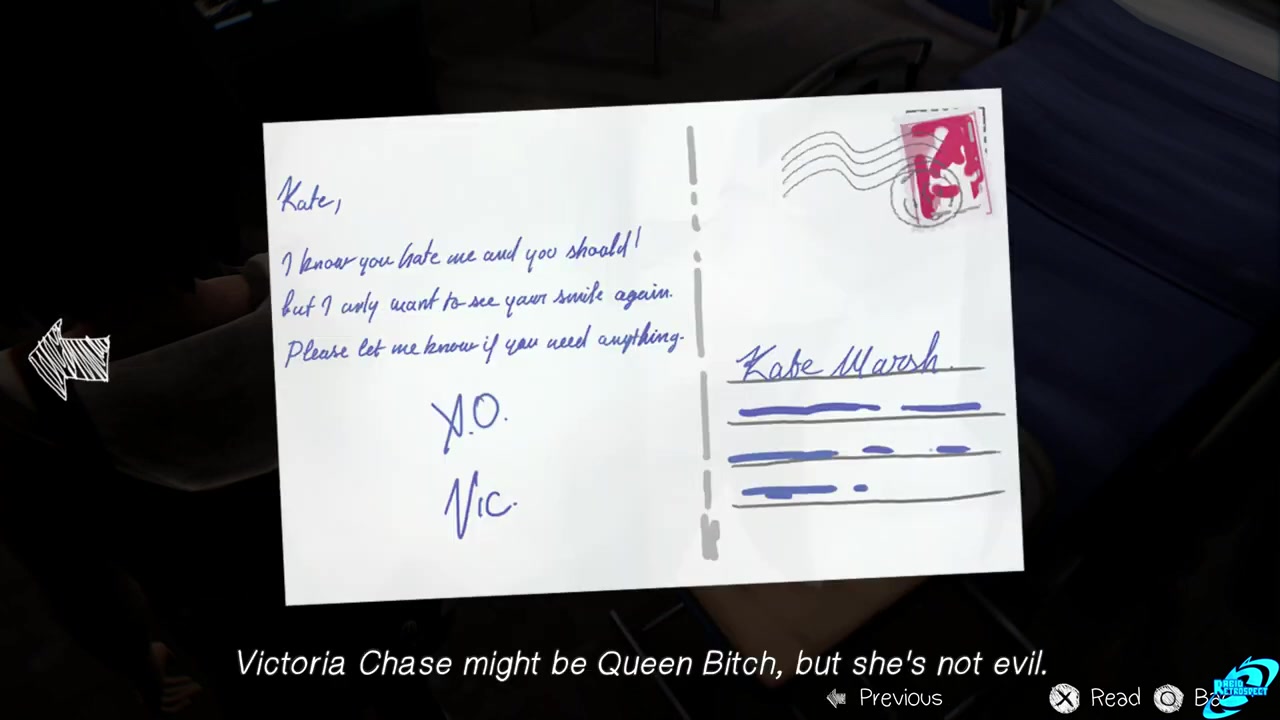 Kate,
I know you hate me and you should!
but I only want to see your smile again.
Please let me know if you need anything.
X.O.
Vic.
Kate Marsh.
Victoria Chase might be Queen Bitch, but she's not evil.
Previous
Read
RETROSPECT